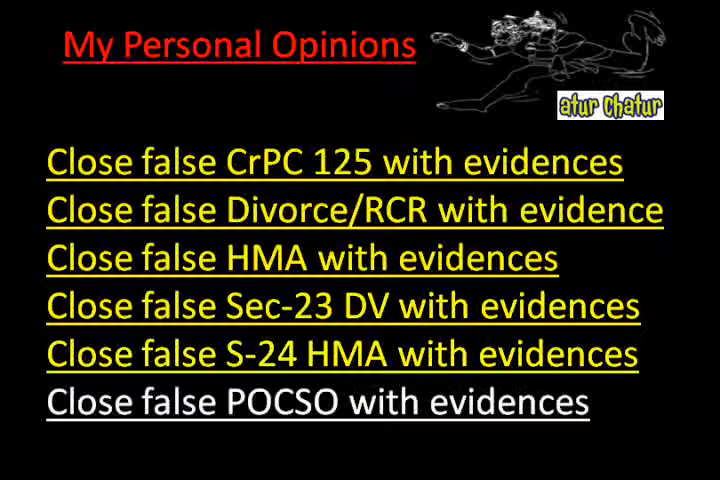 My Personal Opinions
atur Chatur
Close false CrPC 125 with evidences
Close false Divorce/RCR with evidence
Close false HMA with evidences
Close false Sec-23 DV with evidences
Close false S-24 HMA with evidences
Close false POCSO with evidences